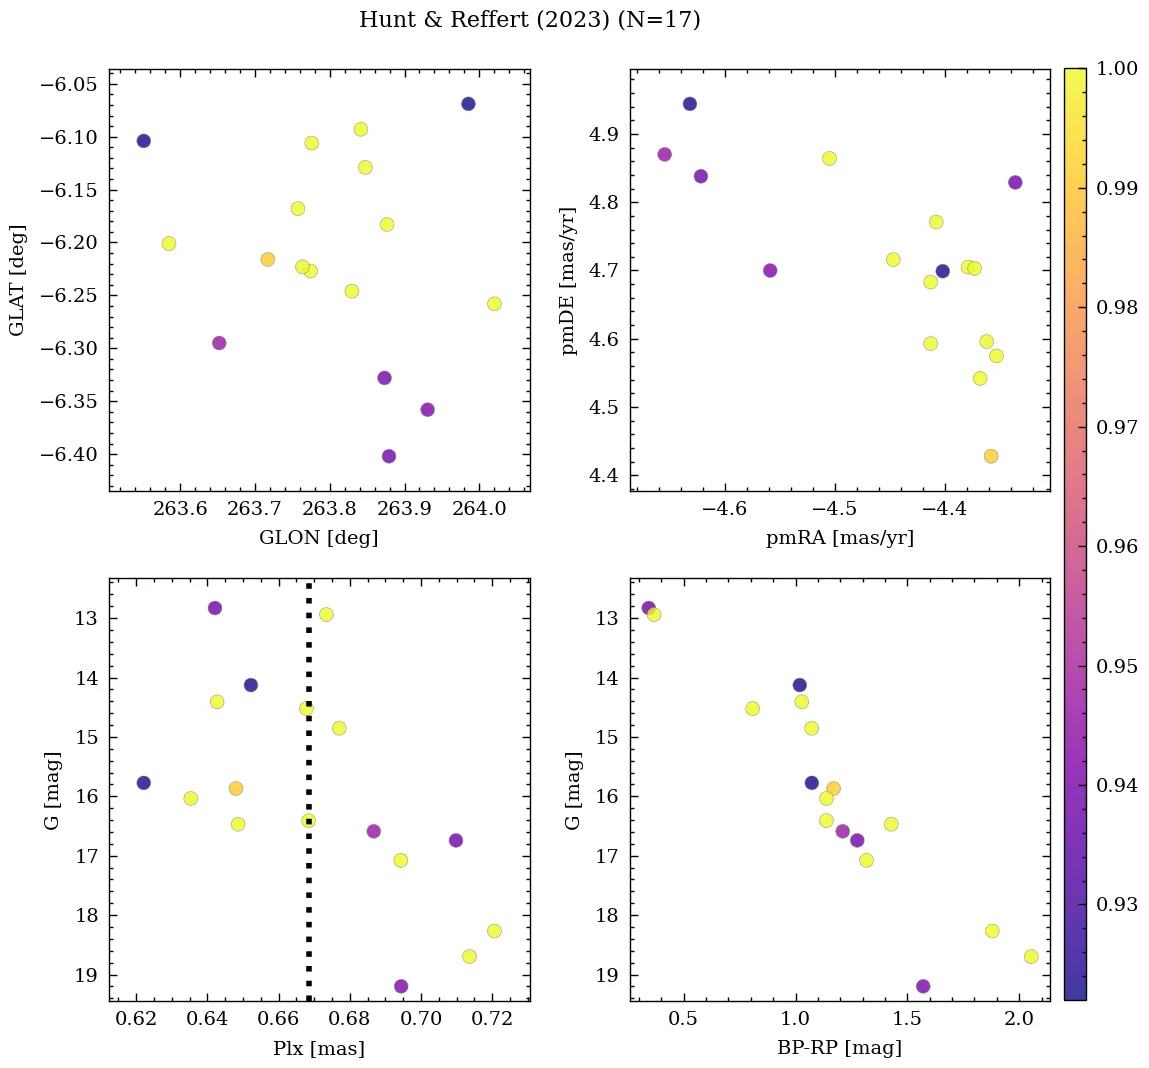 Hunt & Reffert (2023) (N=17)
−6.05
−6.10
−6.15
−6.20
−6.25
−6.30
−6.35
−6.40
GLAT [deg]
263.6 263.7 263.8 263.9 264.0
GLON [deg]
4.9
4.8
4.7
4.6
4.5
4.4
pmDE [mas/yr]
−4.6 −4.5 −4.4
pmRA [mas/yr]
13
14
15
16
17
18
19
G [mag]
0.62 0.64 0.66 0.68 0.70 0.72
Plx [mas]
13
14
15
16
17
18
19
G [mag]
0.5 1.0 1.5 2.0
BP-RP [mag]
1.00
0.99
0.98
0.97
0.96
0.95
0.94
0.93